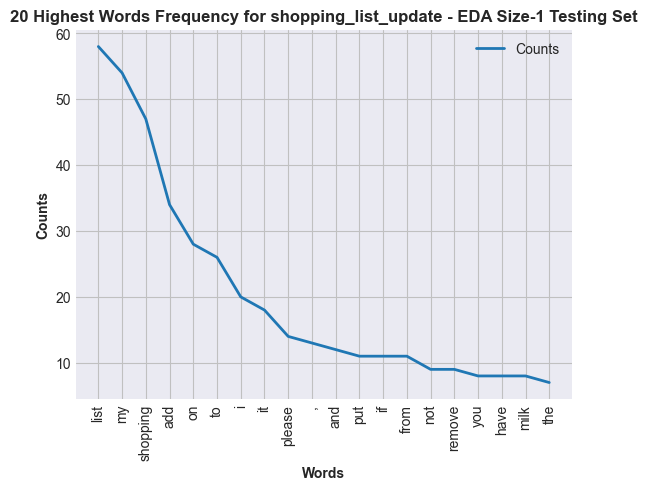 20 Highest Words Frequency for shopping_list_update - EDA Size-1 Testing Set
60
50
40
30
20
10
Counts
Counts
list
my
shopping
add
on
to
i
it
please
,
and
put
if
from
not
remove
you
have
milk
the
Words